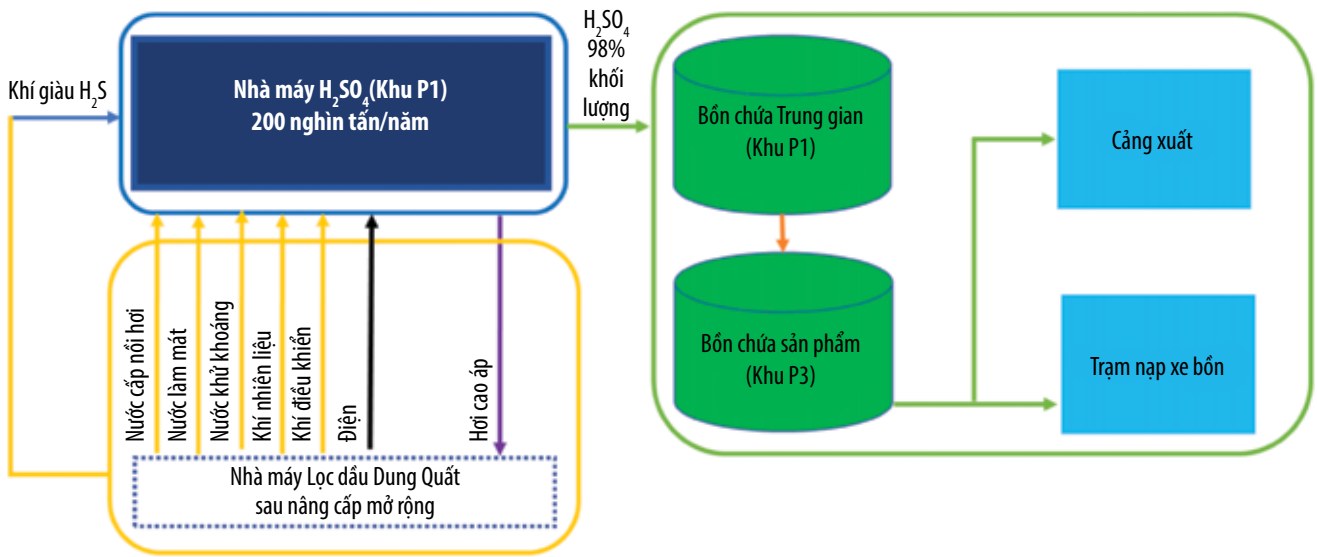 Khí giàu H₂S
Nhà máy H₂SO₄(Khu P1)
200 nghìn tấn/năm
H₂SO₄
98%
khối
lượng
Bồn chứa Trung gian
(Khu P1)
Bồn chứa sản phẩm
(Khu P3)
Cảng xuất
Trạm nạp xe bồn
Nước cấp nồi hơi
Nước làm mát
Nước khử khoáng
Khí nhiên liệu
Khí điều khiển
Điện
Hơi cao áp
Nhà máy Lọc dầu Dung Quất
sau nâng cấp mở rộng